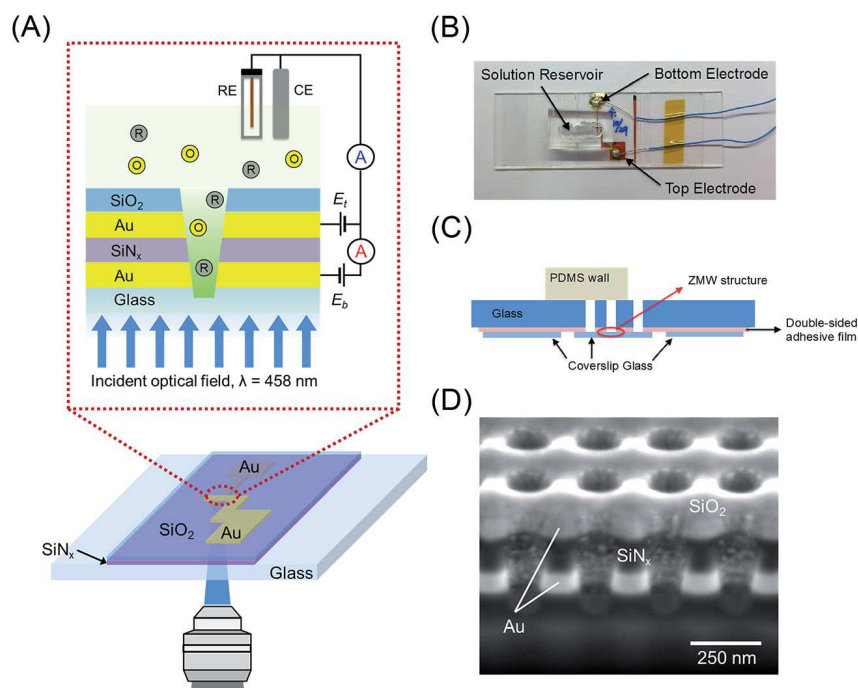 (A)
RE
CE
R
O
O
R
O
R
A
SiO2
O
Et
Au
SiNx
A
R
Au
Eb
Glass
Incident optical field, λ = 458 nm
Au
SiO2
Au
SiNx
Glass
(B)
Solution Reservoir
Bottom Electrode
10/29
Top Electrode
(C)
PDMS wall
ZMW structure
Glass
Double-sided
adhesive film
Coverslip Glass
(D)
SiO2
SiNx
Au
250 nm